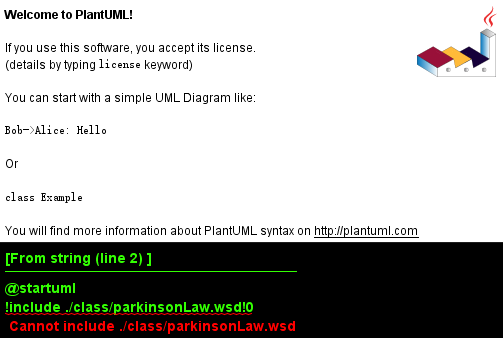 Welcome to PlantUML!
If you use this software, you accept its license.
(details by typing license keyword)
You can start with a simple UML Diagram like:
Bob->Alice: Hello
Or
class Example
You will find more information about PlantUML syntax on http://plantuml.com
[From string (line 2) ]
@startuml
!include ./class/parkinsonLaw.wsd!0
Cannot include ./class/parkinsonLaw.wsd